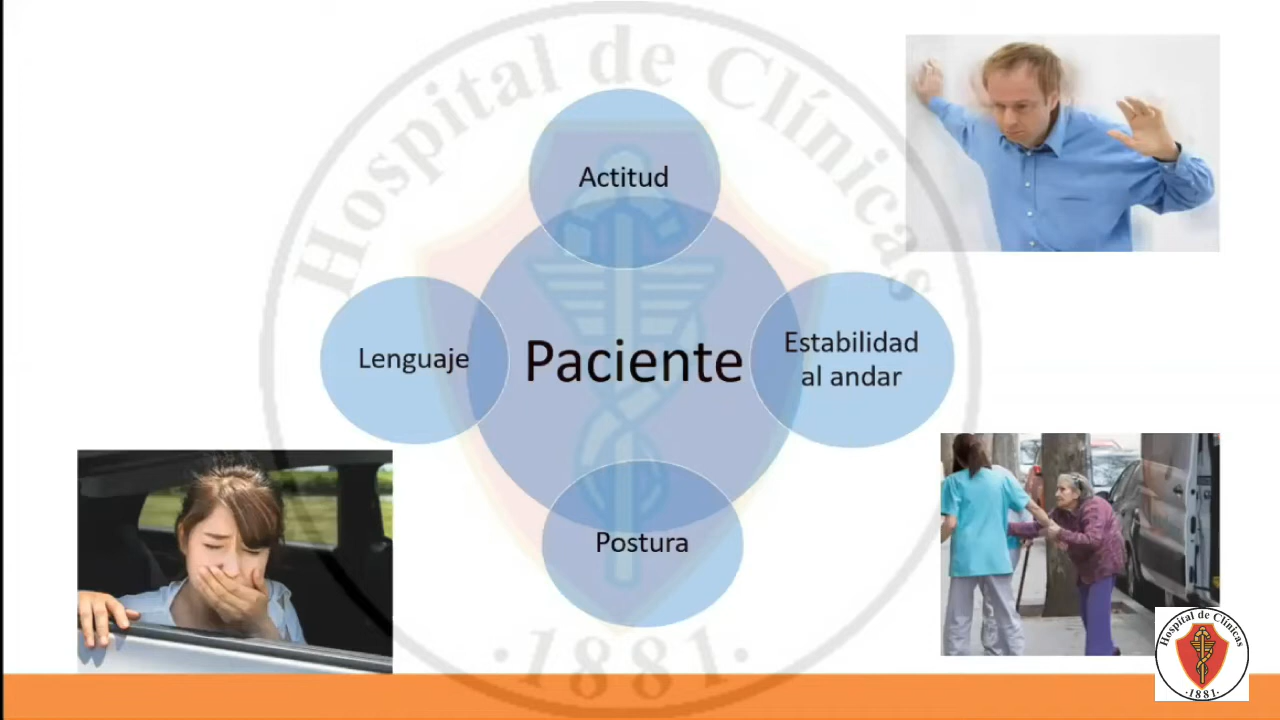 Hospital de Clínicas
Actitud
Lenguaje
Paciente
Estabilidad
al andar
Postura
·1881·
Hospital de Clínicas
·1881·